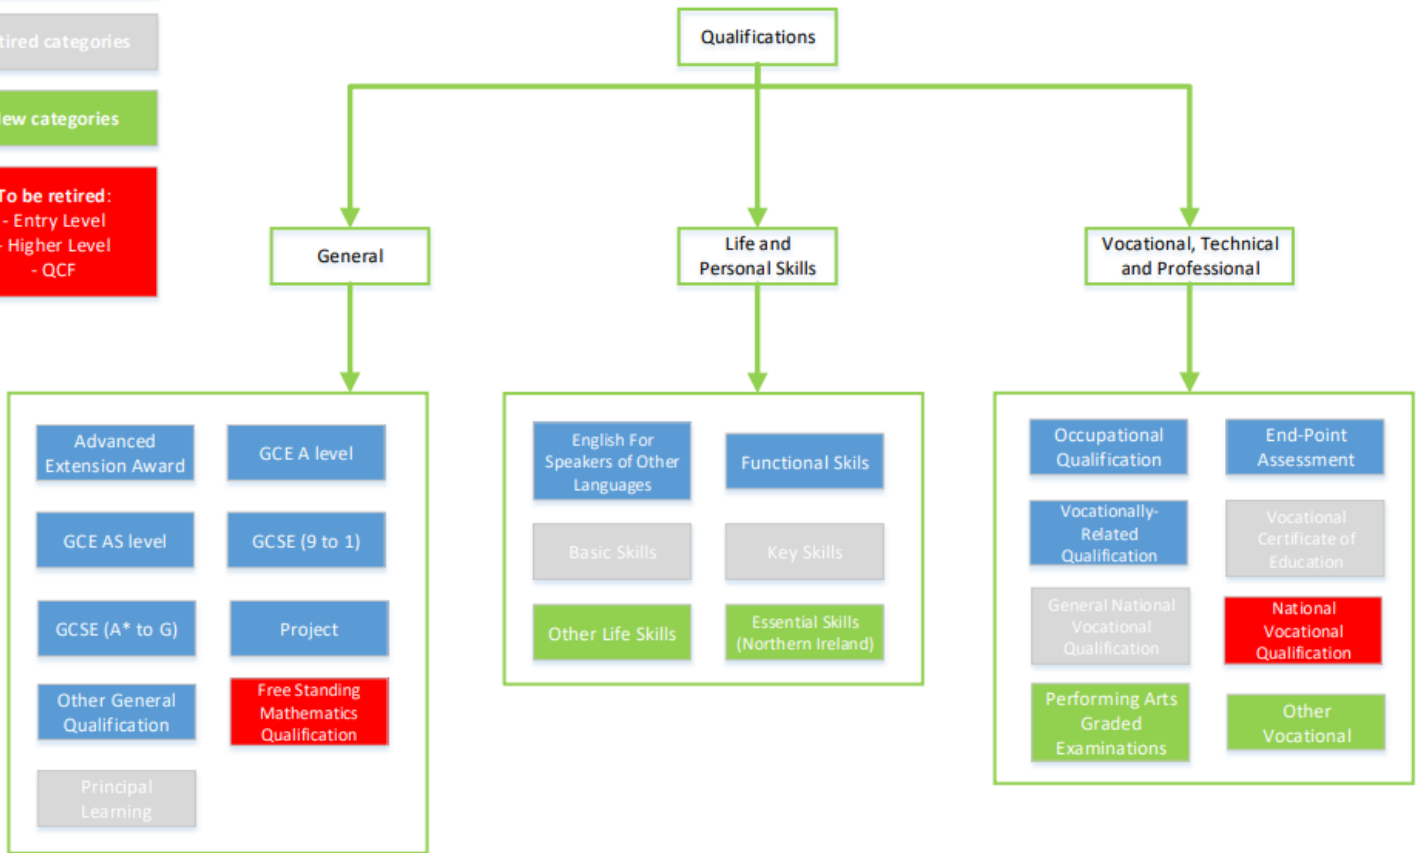 tired categories
ew categories
To be retired:
- Entry Level
- Higher Level
- QCF
Qualifications
General
Life and
Personal Skills
Vocational, Technical
and Professional
Advanced
Extension Award
GCE A level
GCE AS level
GCSE (9 to 1)
GCSE (A* to G)
Project
Other General
Qualification
Free Standing
Mathematics
Qualification
Principal
Learning
English For
Speakers of Other
Languages
Functional Skils
Basic Skills
Key Skills
Other Life Skills
Essential Skills
(Northern Ireland)
Occupational
Qualification
End-Point
Assessment
Vocationally-
Related
Qualification
Vocational
Certificate of
Education
General National
Vocational
Qualification
National
Vocational
Qualification
Performing Arts
Graded
Examinations
Other
Vocational